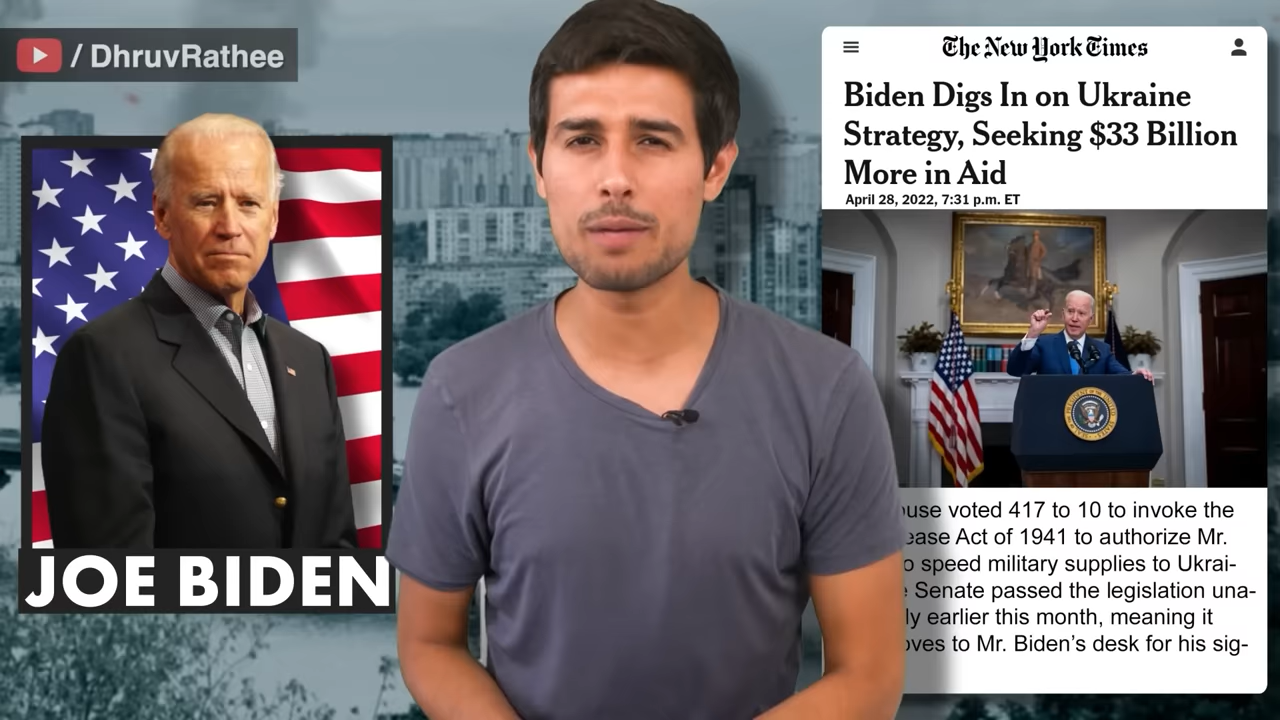 / DhruvRathee
JOE BIDEN
The New York Times
Biden Digs In on Ukraine
Strategy, Seeking $33 Billion
More in Aid
April 28, 2022, 7:31 p.m. ET
voted 417 to 10 to invoke the
Act of 1941 to authorize Mr.
speed military supplies to Ukrai-
Senate passed the legislation una-
earlier this month, meaning it
to Mr. Biden's desk for his sig-